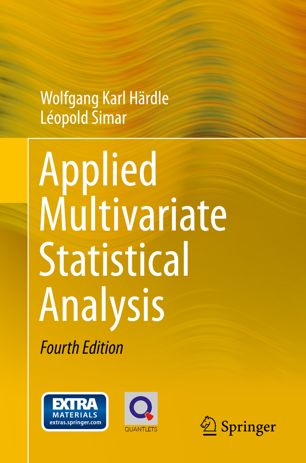 Wolfgang Karl Härdle
Léopold Simar
Applied
Multivariate
Statistical
Analysis
Fourth Edition
EXTRA
MATERIALS
extras.springer.com
QUANTLETS
Springer